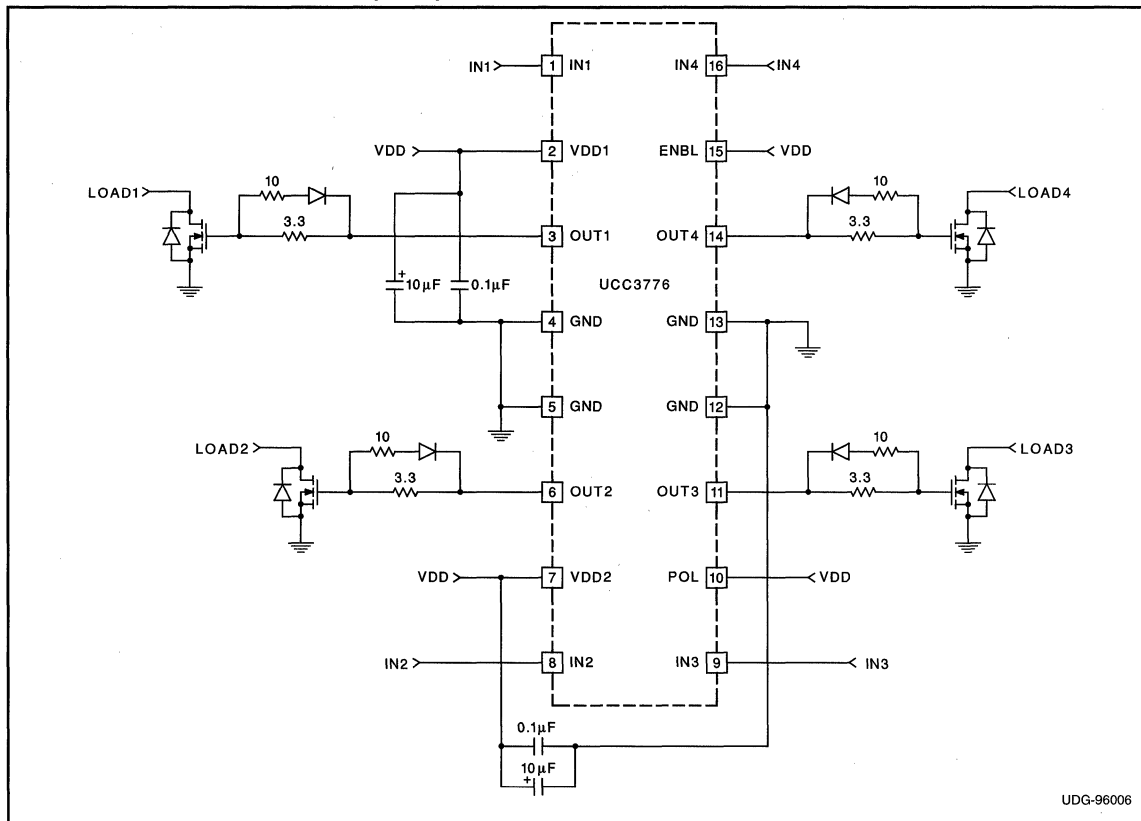 IN1 1 IN1 IN4 16 IN4
VDD 2 VDD1 ENBL 15 VDD
LOAD1 10 10 LOAD4
3.3 3 OUT1 OUT4 14 3.3
+ 10µF 0.1µF UCC3776
4 GND GND 13
5 GND GND 12
LOAD2 10 10 LOAD3
3.3 6 OUT2 OUT3 11 3.3
VDD 7 VDD2 POL 10 VDD
IN2 8 IN2 IN3 9 IN3
0.1µF
10µF
+
UDG-96006